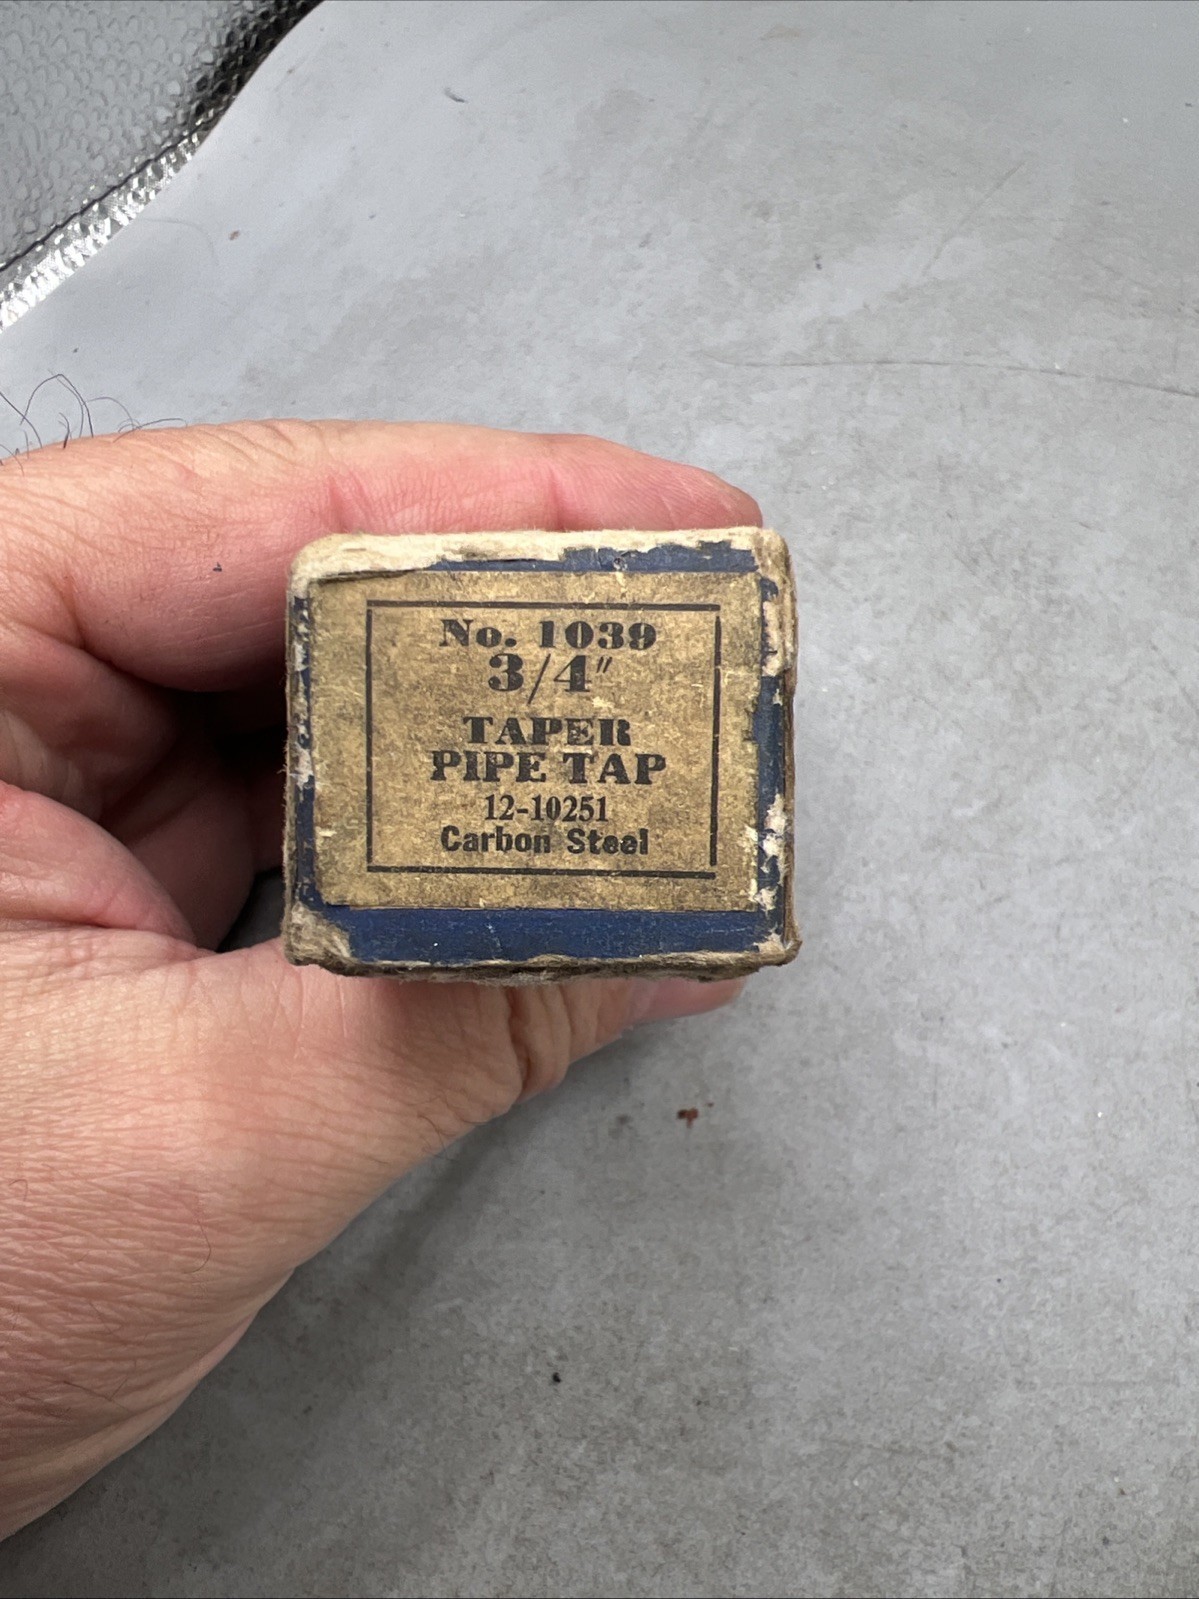 No. 1039
3/4"
TAPER
PIPE TAP
12-10251
Carbon Steel